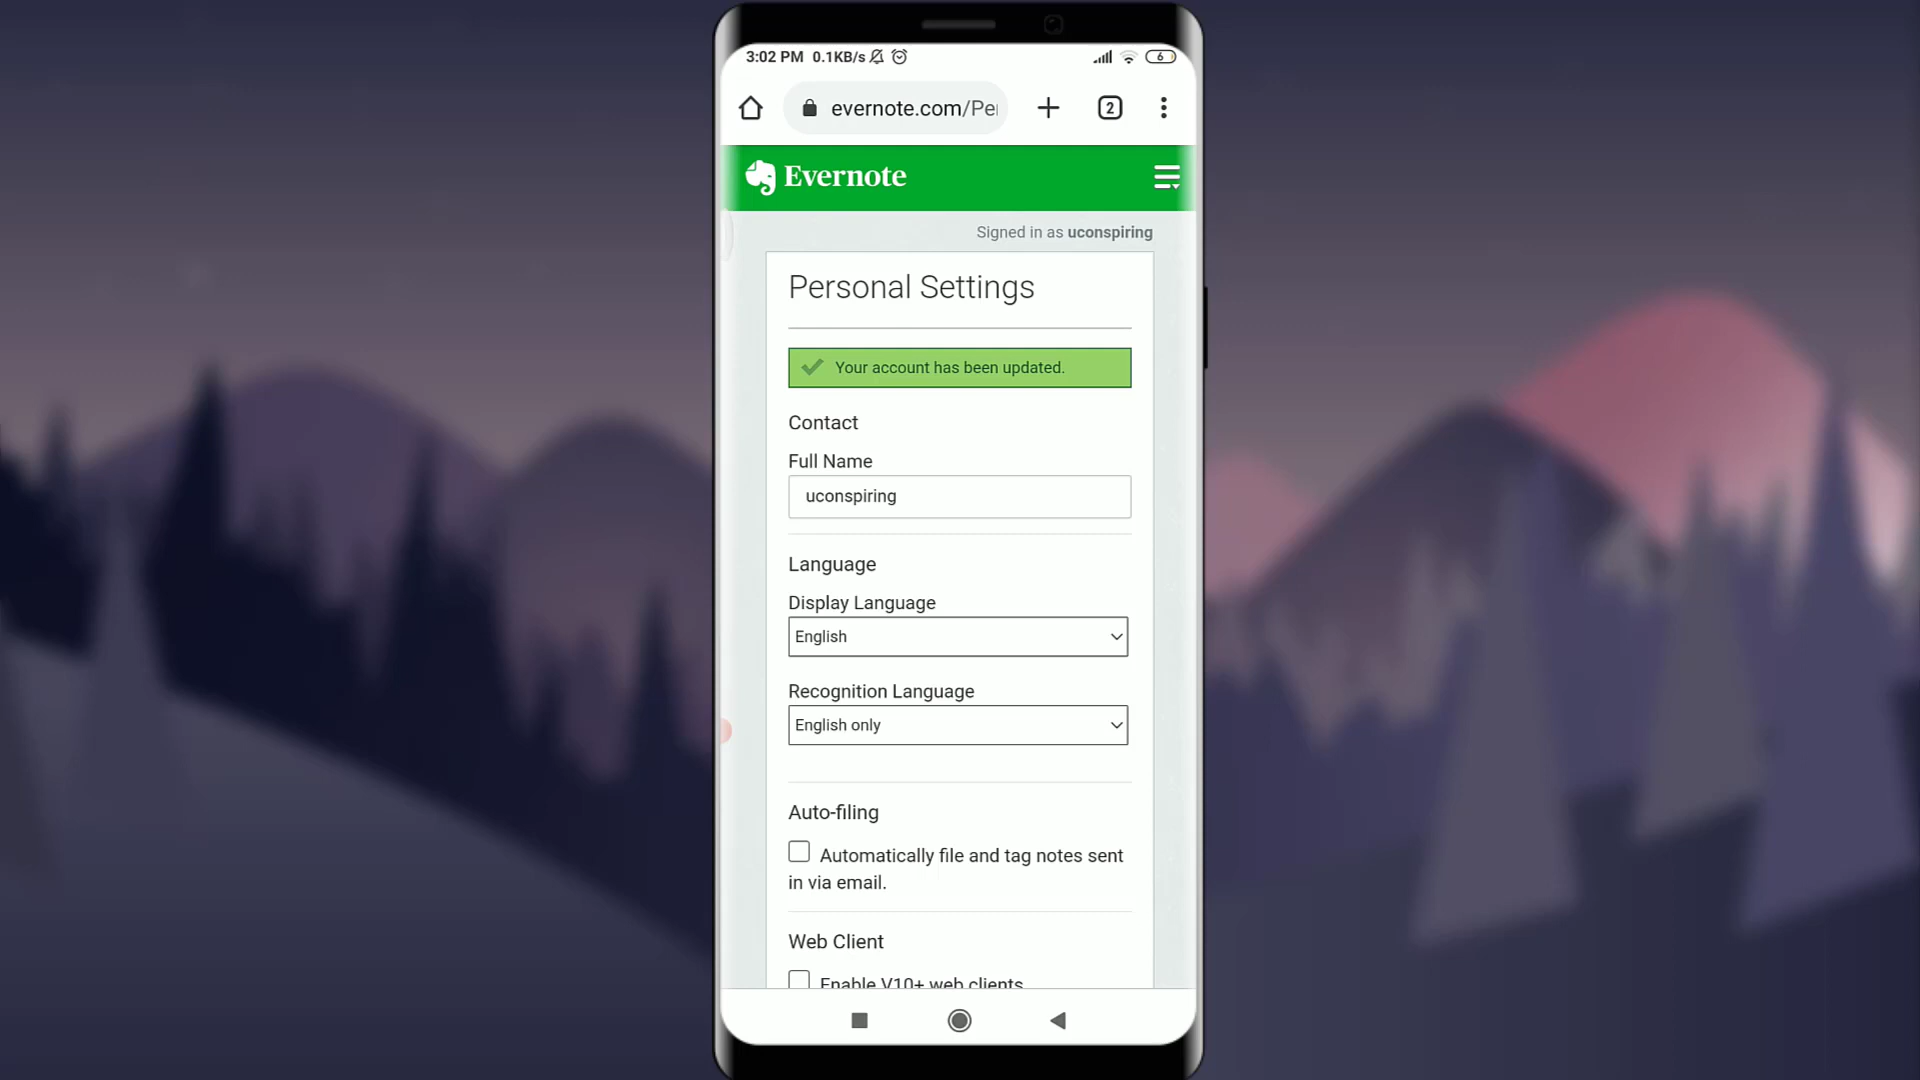 3:02 PM 0.1KB/s 6
evernote.com/Per 2
Evernote
Signed in as uconspiring
Personal Settings
Your account has been updated.
Contact
Full Name
uconspiring
Language
Display Language
English
Recognition Language
English only
Auto-filing
Automatically file and tag notes sent
in via email.
Web Client
Enable V10+ web clients